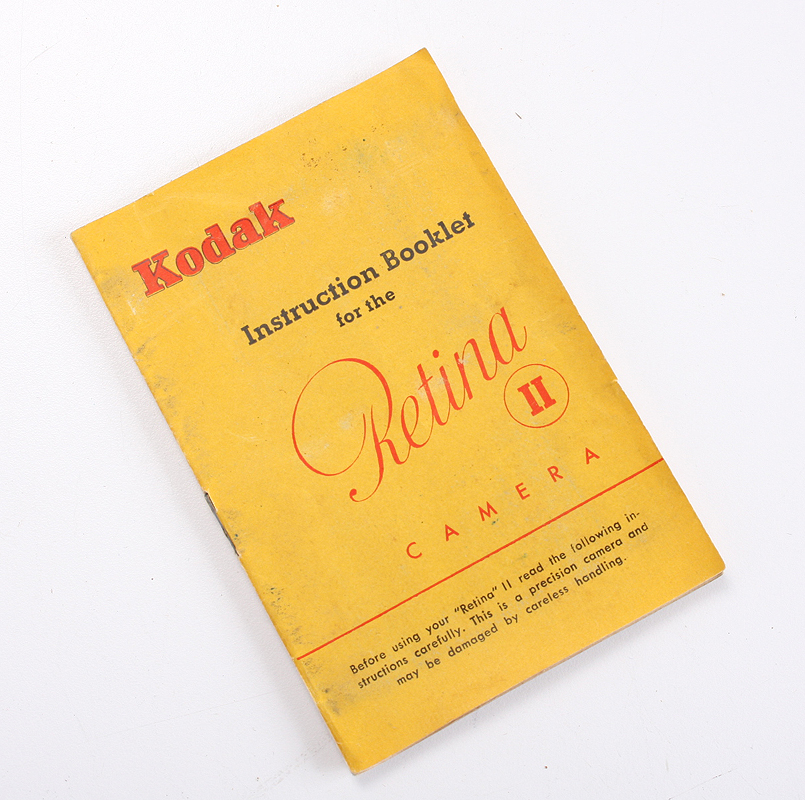 Kodak
Instruction Booklet
for the
Retina
II
CAMERA
Before using your "Retina" II read the following in-
structions carefully. This is a precision camera and
may be damaged by careless handling.